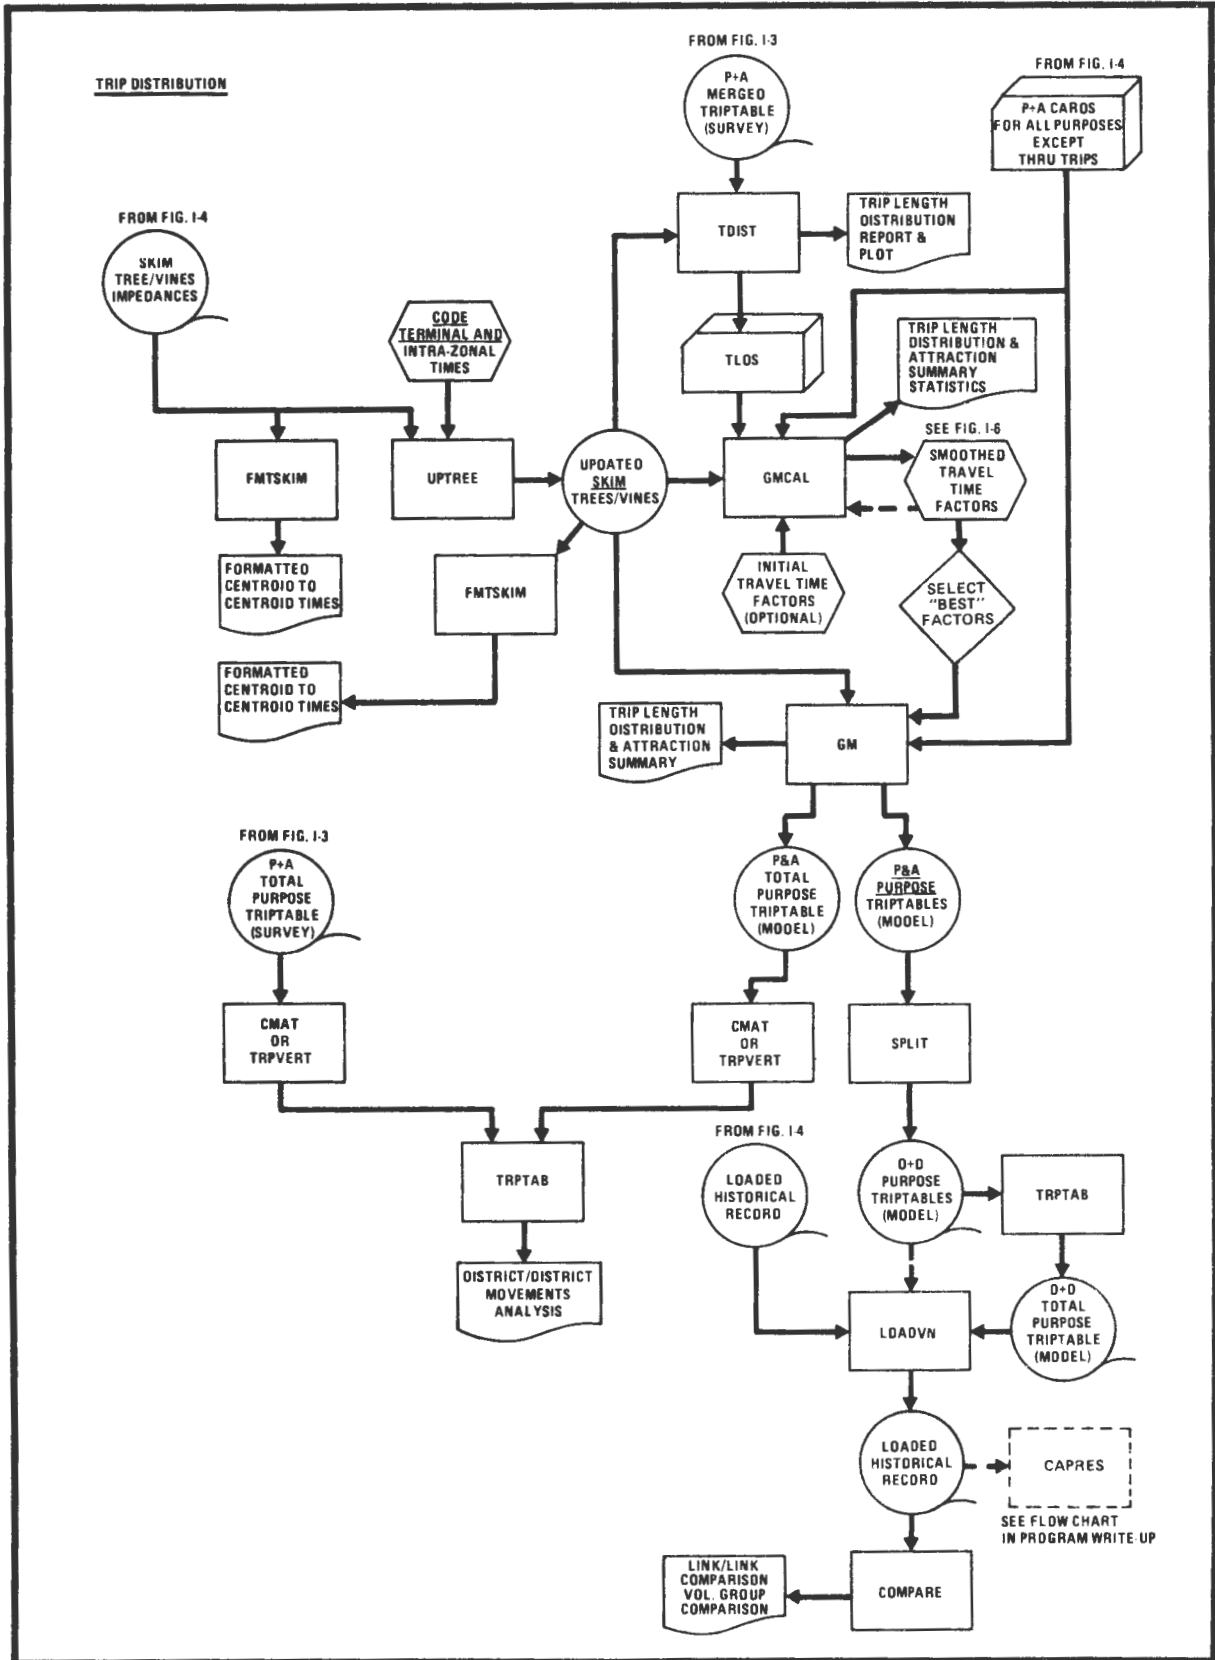 TRIP DISTRIBUTION
FROM FIG. I-3
P+A
MERGED
TRIPTABLE
(SURVEY)
FROM FIG. I-4
P+A CARDS
FOR ALL PURPOSES
EXCEPT
THRU TRIPS
FROM FIG. I-4
SKIM
TREE/VINES
IMPEDANCES
TDIST
TRIP LENGTH
DISTRIBUTION
REPORT &
PLOT
CODE
TERMINAL AND
INTRA-ZONAL
TIMES
TLOS
TRIP LENGTH
DISTRIBUTION &
ATTRACTION
SUMMARY
STATISTICS
FMTSKIM
UPTREE
UPDATED
SKIM
TREES/VINES
GMCAL
SEE FIG. I-6
SMOOTHED
TRAVEL
TIME
FACTORS
FORMATTED
CENTROID TO
CENTROID TIMES
FMTSKIM
INITIAL
TRAVEL TIME
FACTORS
(OPTIONAL)
SELECT
"BEST"
FACTORS
FORMATTED
CENTROID TO
CENTROID TIMES
TRIP LENGTH
DISTRIBUTION
& ATTRACTION
SUMMARY
GM
FROM FIG. I-3
P+A
TOTAL
PURPOSE
TRIPTABLE
(SURVEY)
P&A
TOTAL
PURPOSE
TRIPTABLE
(MODEL)
P&A
PURPOSE
TRIPTABLES
(MODEL)
CMAT
OR
TRPVERT
CMAT
OR
TRPVERT
SPLIT
TRPTAB
FROM FIG. I-4
LOADED
HISTORICAL
RECORD
O+D
PURPOSE
TRIPTABLES
(MODEL)
TRPTAB
DISTRICT/DISTRICT
MOVEMENTS
ANALYSIS
LOADVN
O+D
TOTAL
PURPOSE
TRIPTABLE
(MODEL)
LOADED
HISTORICAL
RECORD
CAPRES
SEE FLOW CHART
IN PROGRAM WRITE-UP
LINK/LINK
COMPARISON
VOL. GROUP
COMPARISON
COMPARE